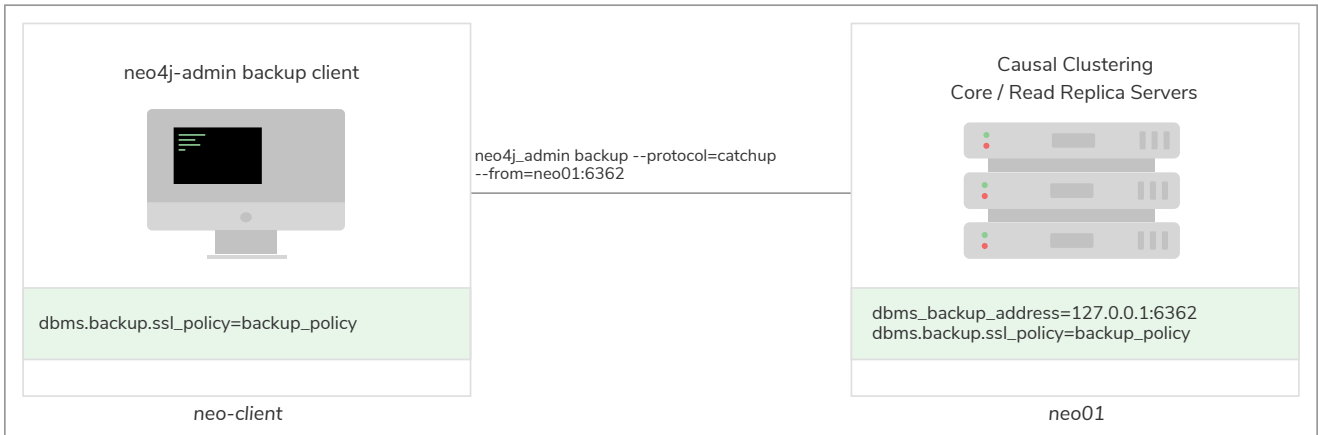 neo4j-admin backup client
Causal Clustering
Core / Read Replica Servers
neo4j_admin backup --protocol=catchup
--from=neo01:6362
dbms.backup.ssl_policy=backup_policy
dbms_backup_address=127.0.0.1:6362
dbms.backup.ssl_policy=backup_policy
neo-client
neo01